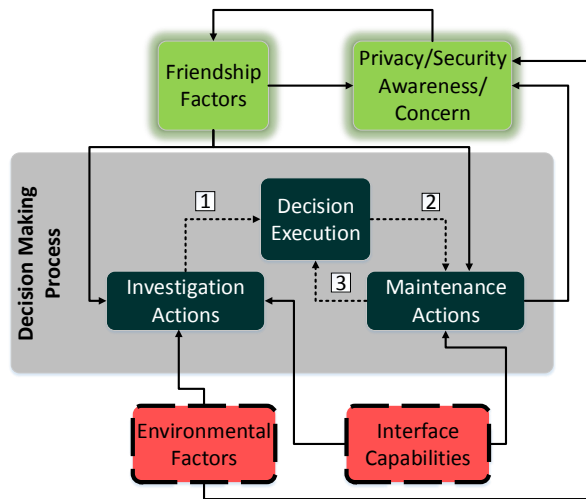 Friendship
Factors
Privacy/Security
Awareness/
Concern
Decision Making
Process
1
Decision
Execution
2
3
Investigation
Actions
Maintenance
Actions
Environmental
Factors
Interface
Capabilities